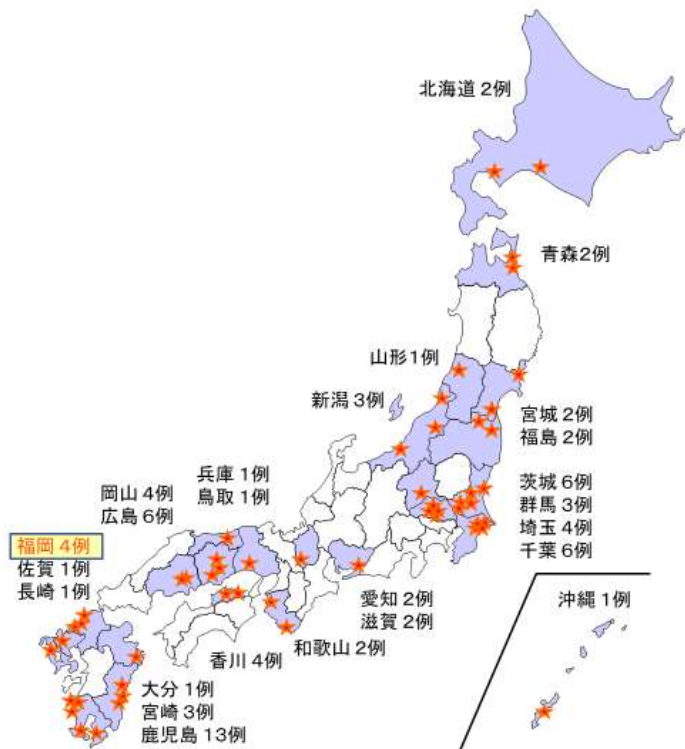 北海道 2例
青森2例
山形1例
新潟 3例
宮城 2例
福島 2例
兵庫 1例
鳥取 1例
岡山 4例
広島 6例
茨城 6例
群馬 3例
埼玉 4例
千葉 6例
福岡 4例
佐賀 1例
長崎 1例
愛知 2例
滋賀 2例
沖縄 1例
和歌山 2例
香川 4例
大分 1例
宮崎 3例
鹿児島 13例